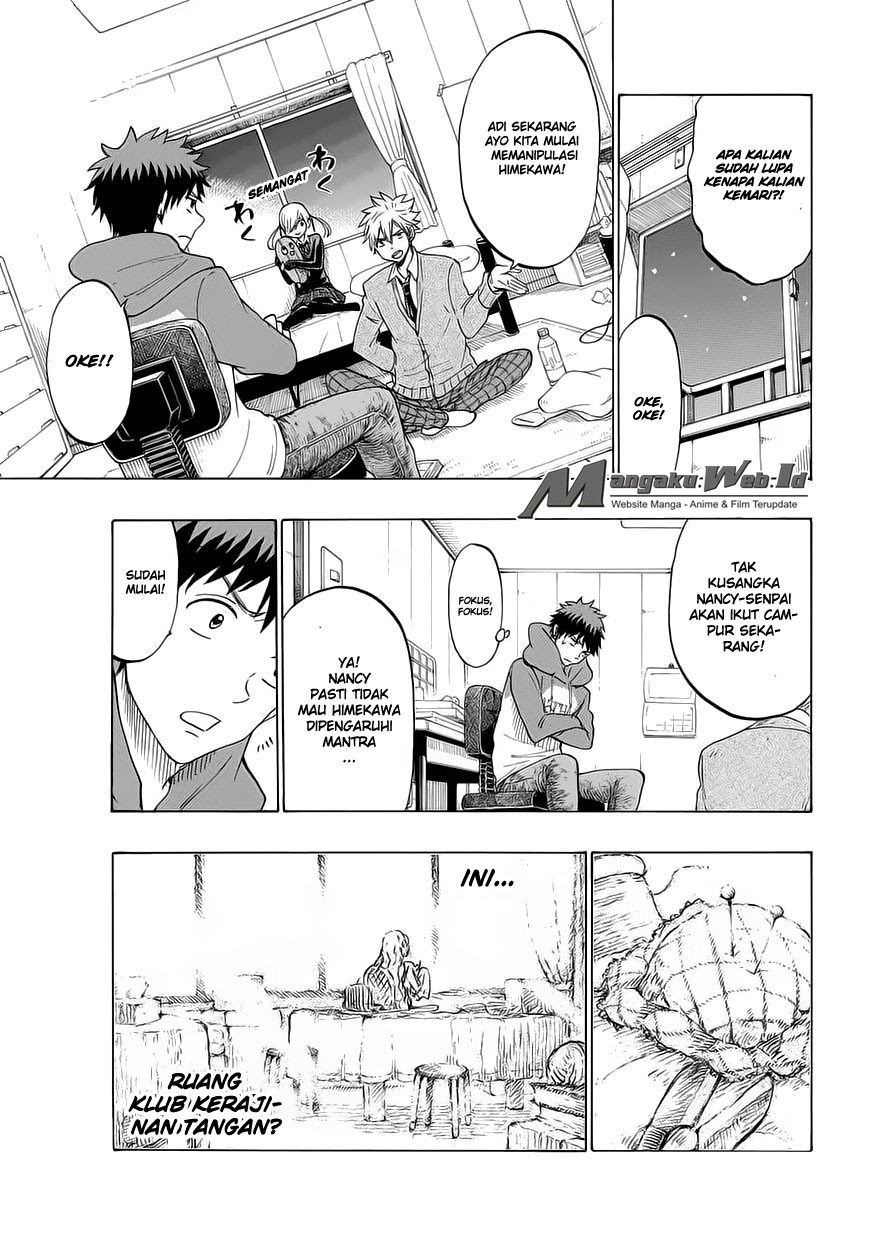 APA KALIAN
SUDAH LUPA
KENAPA KALIAN
KEMARI?!
OKE,
OKE!
ADI SEKARANG
AYO KITA MULAI
MEMANIPULASI
HIMEKAWA!
わく
SEMANGAT
OKE!!
Mangaku.Web.Id
Website Manga - Anime & Film Terupdate
TAK
KUSANGKA
NANCY-SENPAI
AKAN IKUT CAM-
PUR SEKA-
RANG!
FOKUS,
FOKUS!
YA!
NANCY
PASTI TIDAK
MAU HIMEKAWA
DIPENGARUHI
MANTRA
...
SUDAH
MULAI!
INI...
RUANG
KLUB KERAJI-
NAN TANGAN?